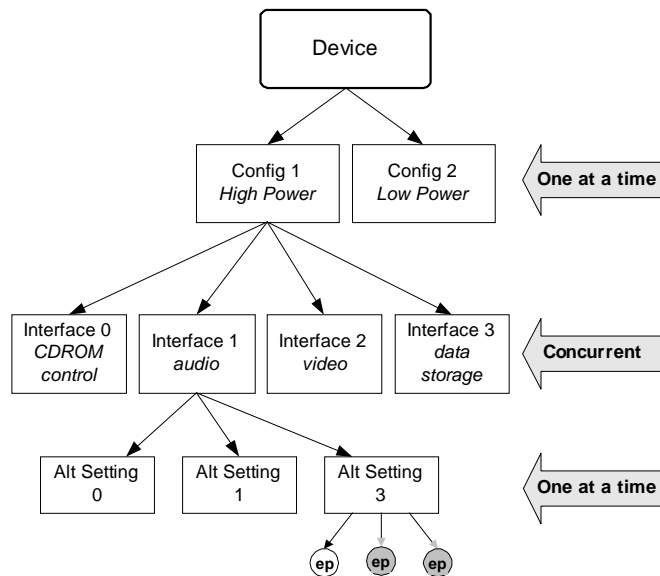 Device
Config 1
High Power
Config 2
Low Power
One at a time
Interface 0
CDROM
control
Interface 1
audio
Interface 2
video
Interface 3
data
storage
Concurrent
Alt Setting
0
Alt Setting
1
Alt Setting
3
One at a time
ep
ep
ep